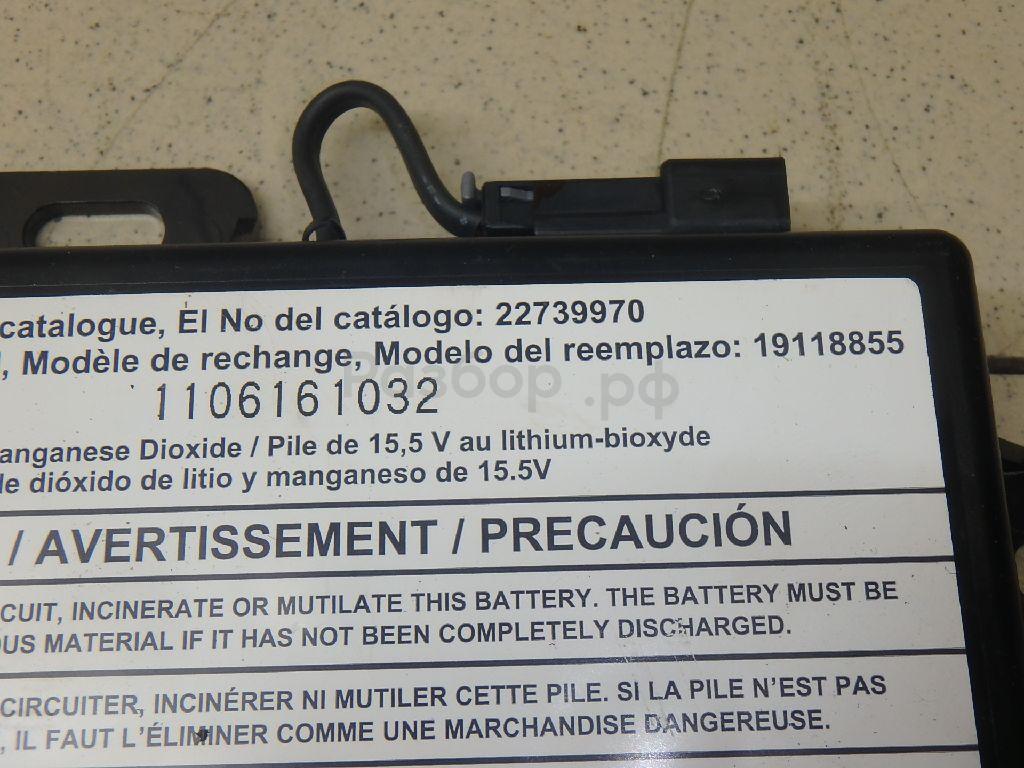 catalogue, El No del catálogo: 22739970
, Modèle de rechange, Modelo del reemplazo: 19118855
Разбор.рф
1106161032
anganese Dioxide / Pile de 15,5 V au lithium-bioxyde
de dióxido de litio y manganeso de 15.5V
/ AVERTISSEMENT / PRECAUCIÓN
CUIT, INCINERATE OR MUTILATE THIS BATTERY. THE BATTERY MUST BE
OUS MATERIAL IF IT HAS NOT BEEN COMPLETELY DISCHARGED.
CIRCUITER, INCINÉRER NI MUTILER CETTE PILE. SI LA PILE N'EST PAS
, IL FAUT L'ÉLIMINER COMME UNE MARCHANDISE DANGEREUSE.